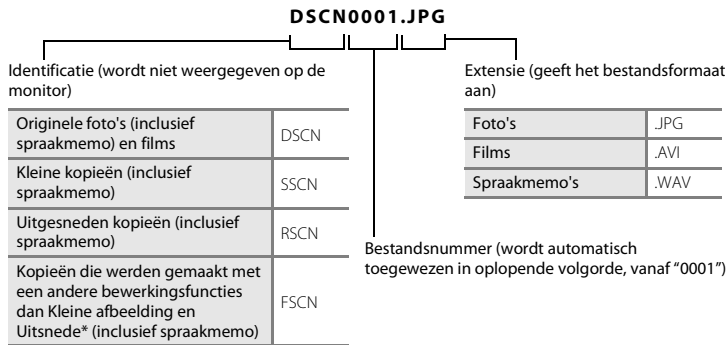 DSCN0001.JPG
Identificatie (wordt niet weergegeven op de
monitor)
Originele foto's (inclusief
spraakmemo) en films
DSCN
Kleine kopieën (inclusief
spraakmemo)
SSCN
Uitgesneden kopieën (inclusief
spraakmemo)
RSCN
Kopieën die werden gemaakt met
een andere bewerkingsfuncties
dan Kleine afbeelding en
Uitsnede* (inclusief spraakmemo)
FSCN
Extensie (geeft het bestandsformaat
aan)
Foto's .JPG
Films .AVI
Spraakmemo's .WAV
Bestandsnummer (wordt automatisch
toegewezen in oplopende volgorde, vanaf “0001”)